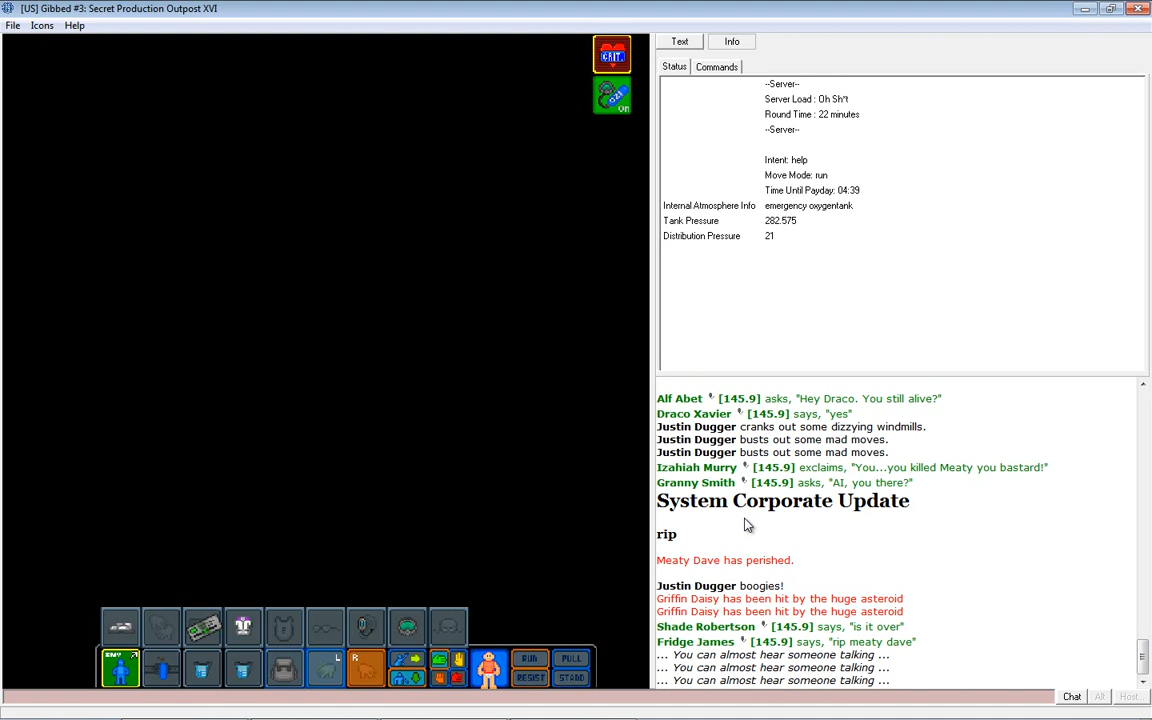 [US] Gibbed #3: Secret Production Outpost XVI
File Icons Help
CRIT.
On
Text Info
Status Commands
--Server--
Server Load : Oh Sh*t
Round Time : 22 minutes
--Server--
Intent: help
Move Mode: run
Time Until Payday: 04:39
Internal Atmosphere Info emergency oxygentank
Tank Pressure 282.575
Distribution Pressure 21
Alf Abet [145.9] asks, "Hey Draco. You still alive?"
Draco Xavier [145.9] says, "yes"
Justin Dugger cranks out some dizzying windmills.
Justin Dugger busts out some mad moves.
Justin Dugger busts out some mad moves.
Izahiah Murry [145.9] exclaims, "You...you killed Meaty you bastard!"
Granny Smith [145.9] asks, "AI, you there?"
System Corporate Update
rip
Meaty Dave has perished.
Justin Dugger boogies!
Griffin Daisy has been hit by the huge asteroid
Griffin Daisy has been hit by the huge asteroid
Shade Robertson [145.9] says, "is it over"
Fridge James [145.9] says, "rip meaty dave"
... You can almost hear someone talking ...
... You can almost hear someone talking ...
... You can almost hear someone talking ...
L R
RUN PULL
RESIST STAND
Chat Alt Host